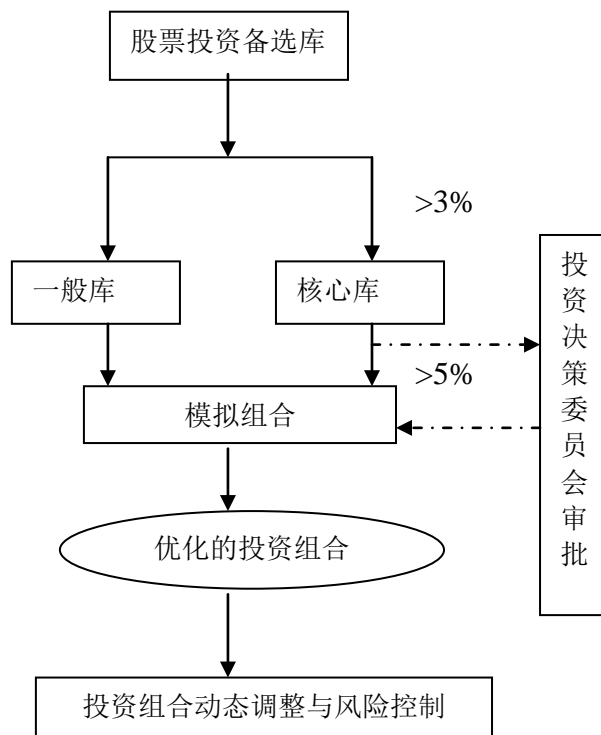 股票投资备选库
>3%
一般库
核心库
投资决策委员会审批
>5%
模拟组合
优化的投资组合
投资组合动态调整与风险控制